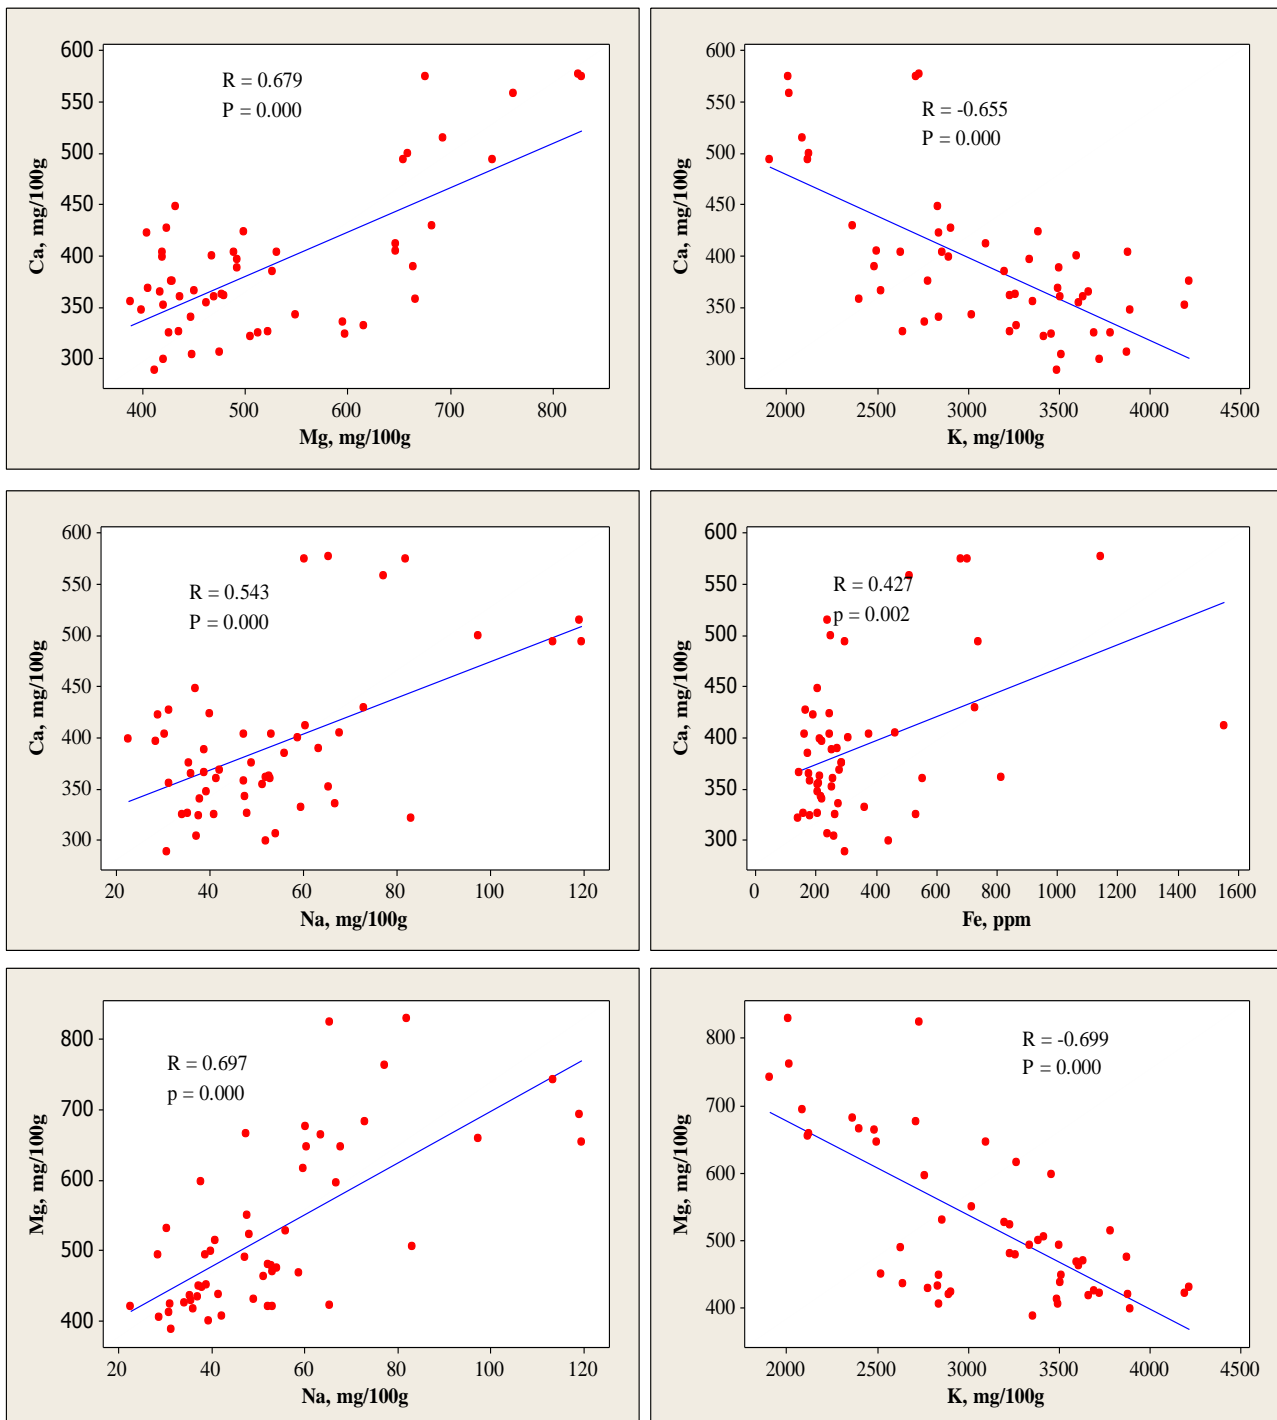 600
550
500
450
400
350
300
Ca, mg/100g
R = 0.679
P = 0.000
400 500 600 700 800
Mg, mg/100g
600
550
500
450
400
350
300
Ca, mg/100g
R = -0.655
P = 0.000
2000 2500 3000 3500 4000 4500
K, mg/100g
600
550
500
450
400
350
300
Ca, mg/100g
R = 0.543
P = 0.000
20 40 60 80 100 120
Na, mg/100g
600
550
500
450
400
350
300
Ca, mg/100g
R = 0.427
p = 0.002
0 200 400 600 800 1000 1200 1400 1600
Fe, ppm
800
700
600
500
400
Mg, mg/100g
R = 0.697
p = 0.000
20 40 60 80 100 120
Na, mg/100g
800
700
600
500
400
Mg, mg/100g
R = -0.699
P = 0.000
2000 2500 3000 3500 4000 4500
K, mg/100g